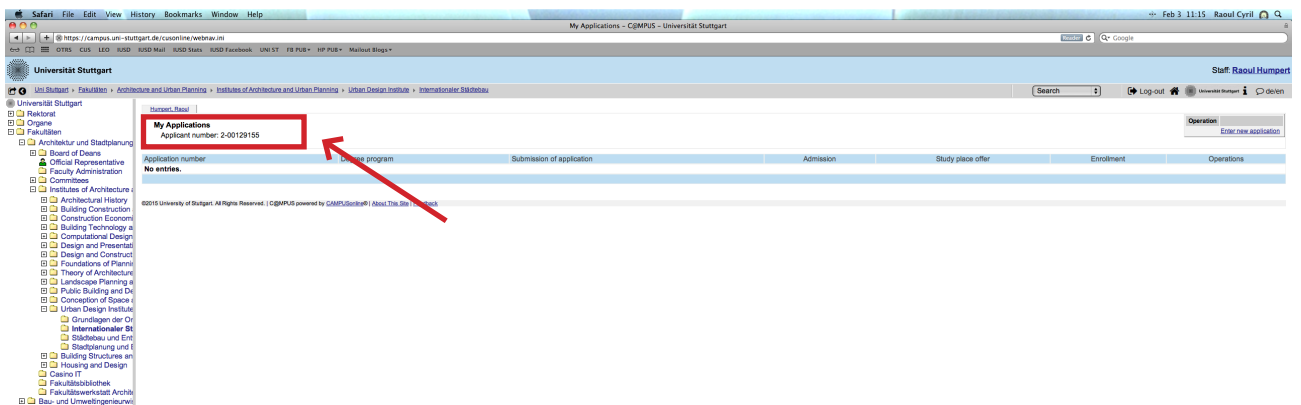 Safari File Edit View History Bookmarks Window Help Feb 3 11:15 Raoul Cyril
My Applications – C@MPUS – Universität Stuttgart
https://campus.uni-stuttgart.de/cusonline/webnav.ini Reader Google
OTRS CUS LEO IUSD IUSD Mail IUSD Stats IUSD Facebook UNI ST FB PUB HP PUB Mailout Blogs
Universität Stuttgart Staff: Raoul Humpert
Uni Stuttgart Fakultäten Architecture and Urban Planning Institutes of Architecture and Urban Planning Urban Design Institute Internationaler Städtebau Search Log-out Universität Stuttgart de/en
Universität Stuttgart
Rektorat
Organe
Fakultäten
Architektur und Stadtplanung
Board of Deans
Official Representative
Faculty Administration
Committees
Institutes of Architecture
Architectural History
Building Construction
Construction Economi
Building Technology a
Computational Design
Design and Presentati
Design and Construct
Foundations of Planni
Theory of Architecture
Landscape Planning a
Public Building and De
Conception of Space
Urban Design Institute
Grundlagen der Or
Internationaler St
Städtebau und Ent
Stadtplanung und
Building Structures an
Housing and Design
Casino IT
Fakultätsbibliothek
Fakultätswerkstatt Archite
Bau- und Umweltingenieurwi
Humpert, Raoul
My Applications
Applicant number: 2-00129155
Operation
Enter new application
Application number Degree program Submission of application Admission Study place offer Enrollment Operations
No entries.
©2015 University of Stuttgart. All Rights Reserved. | C@MPUS powered by CAMPUSonline® | About This Site | Feedback